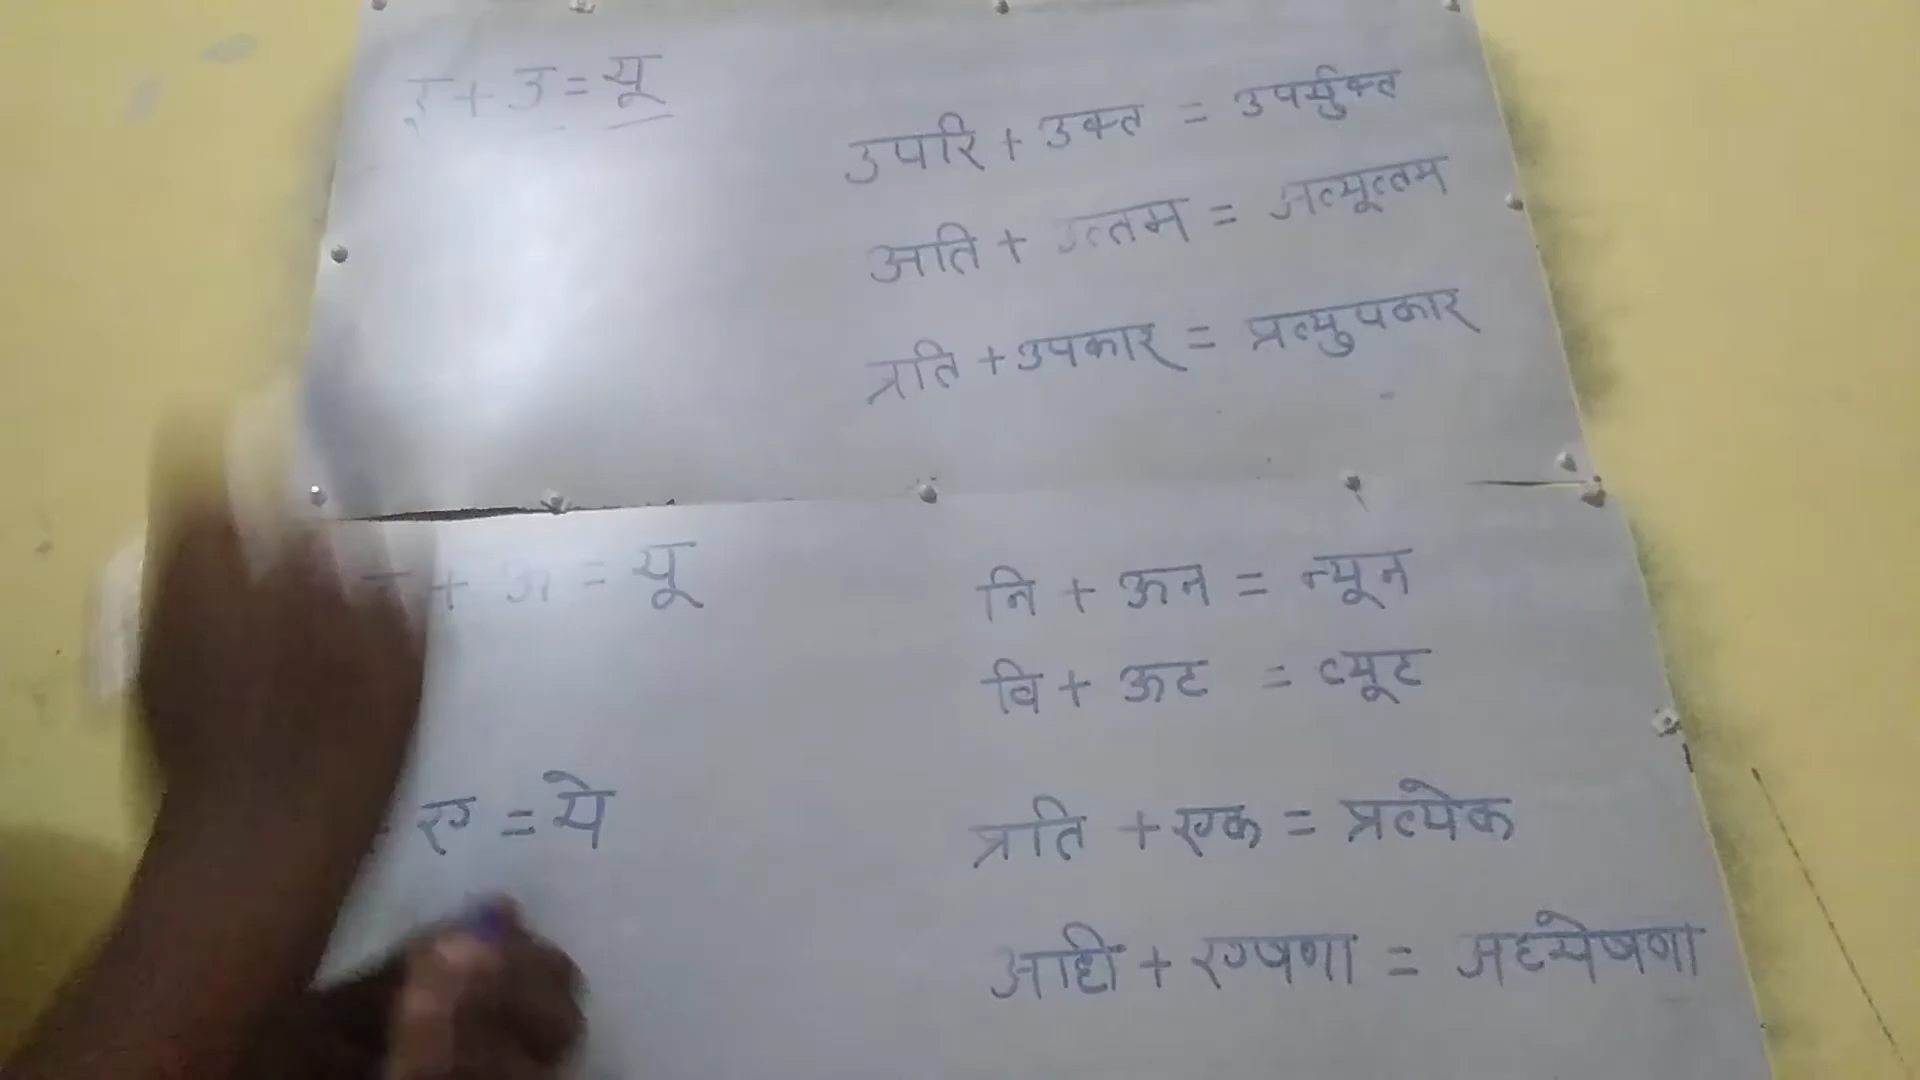 इ + उ = यू
उपरि + उक्त = उपर्युक्त
अति + उत्तम = अत्यूत्तम
प्रति + उपकार = प्रत्युपकार
+ ऊ = यू
नि + ऊन = न्यून
वि + ऊट = व्यूट
ए = ये
प्रति + एक = प्रत्येक
अधि + एषणा = अध्येषणा